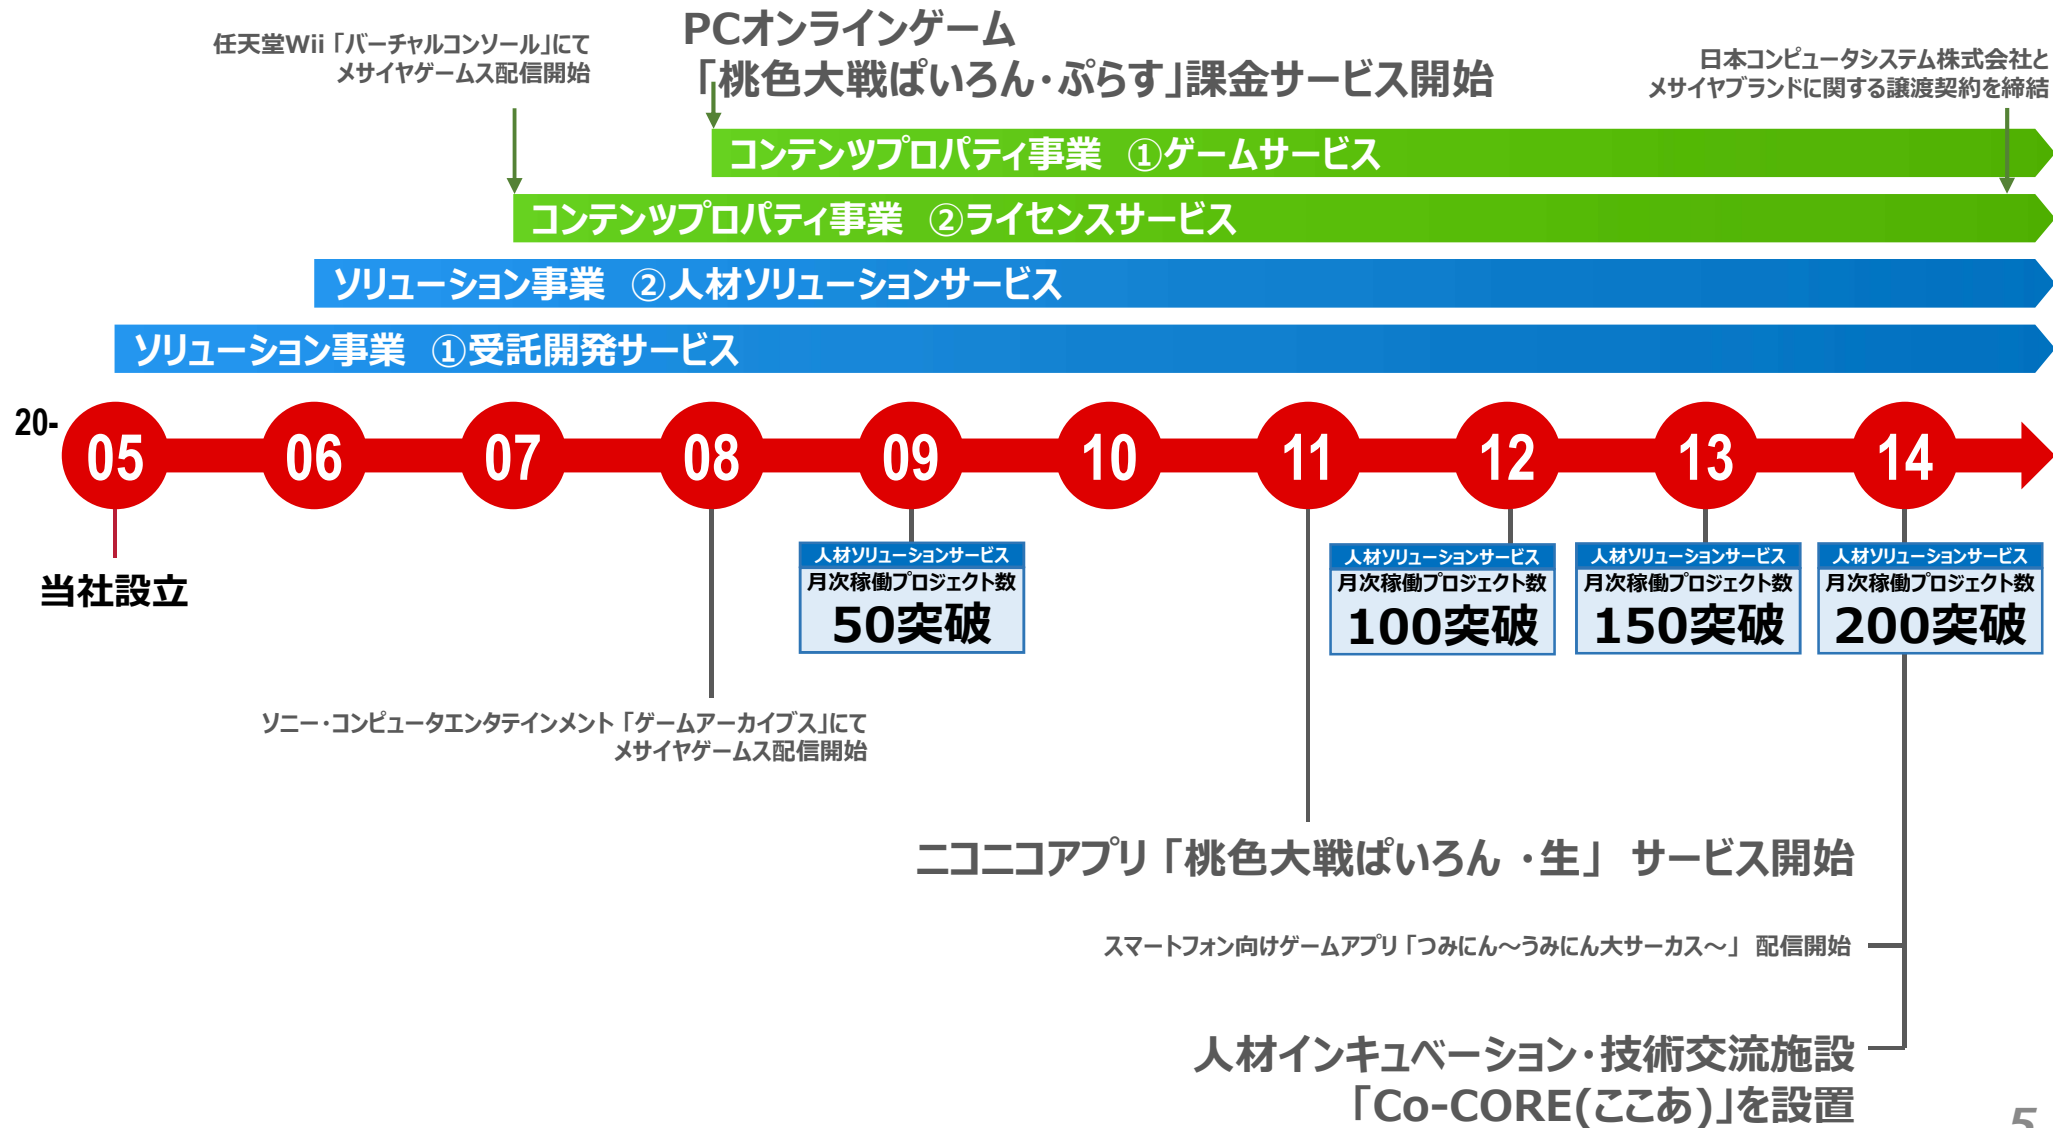 任天堂Wii「バーチャルコンソール」にて
メサイヤゲームス配信開始
PCオンラインゲーム
「桃色大戦ぱいろん・ぷらす」課金サービス開始
日本コンピュータシステム株式会社と
メサイヤブランドに関する譲渡契約を締結
コンテンツプロパティ事業 ①ゲームサービス
コンテンツプロパティ事業 ②ライセンスサービス
ソリューション事業 ②人材ソリューションサービス
ソリューション事業 ①受託開発サービス
20-
05 06 07 08 09 10 11 12 13 14
当社設立
人材ソリューションサービス
月次稼働プロジェクト数
50突破
人材ソリューションサービス
月次稼働プロジェクト数
100突破
人材ソリューションサービス
月次稼働プロジェクト数
150突破
人材ソリューションサービス
月次稼働プロジェクト数
200突破
ソニー・コンピュータエンタテインメント「ゲームアーカイブス」にて
メサイヤゲームス配信開始
ニコニコアプリ「桃色大戦ぱいろん ・生」 サービス開始
スマートフォン向けゲームアプリ「つみにん～うみにん大サーカス～」 配信開始
人材インキュベーション・技術交流施設
「Co-CORE(ここあ)」を設置
5